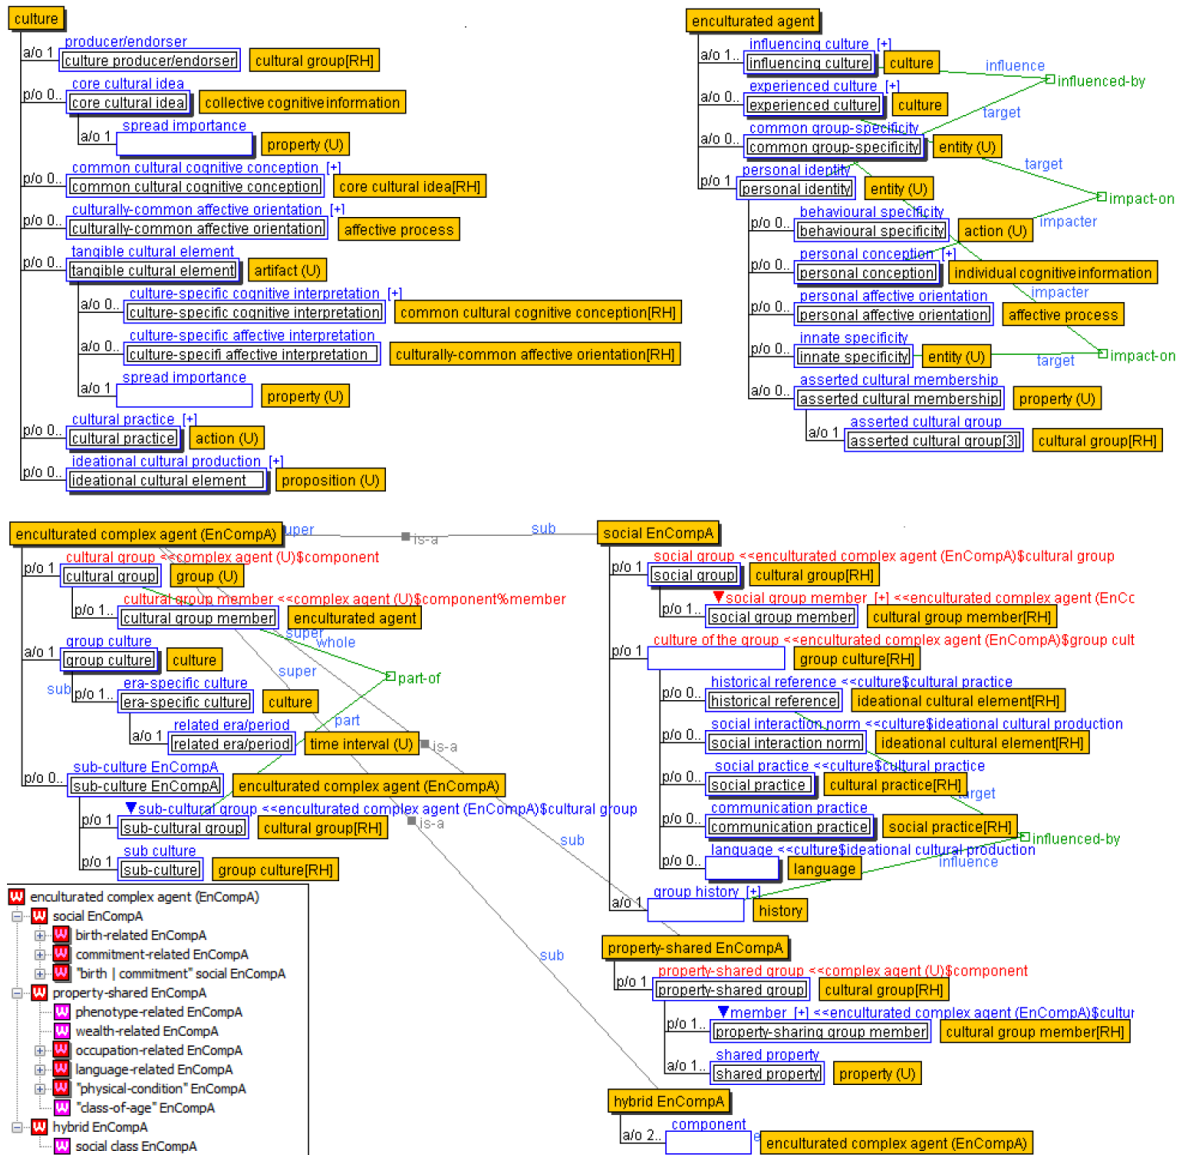 culture
producer/endorser
a/o 1 culture producer/endorser cultural group[RH]
core cultural idea
p/o 0.. core cultural idea collective cognitive information
spread importance
a/o 1 property (U)
common cultural cognitive conception [+]
p/o 0.. common cultural cognitive conception core cultural idea[RH]
culturally-common affective orientation [+]
p/o 0.. culturally-common affective orientation affective process
tangible cultural element
p/o 0.. tangible cultural element artifact (U)
culture-specific cognitive interpretation [+]
a/o 0.. culture-specific cognitive interpretation common cultural cognitive conception[RH]
culture-specific affective interpretation
a/o 0.. culture-specifi affective interpretation culturally-common affective orientation[RH]
spread importance
a/o 1 property (U)
cultural practice [+]
p/o 0.. cultural practice action (U)
ideational cultural production [+]
p/o 0.. ideational cultural element proposition (U)
enculturated agent
influencing culture [+]
a/o 1.. influencing culture culture
influence
influenced-by
experienced culture [+]
a/o 0.. experienced culture culture
target
common group-specificity
a/o 0.. common group-specificity entity (U)
target
personal identity
p/o 1 personal identity entity (U)
impact-on
behavioural specificity
p/o 0.. behavioural specificity action (U)
impacter
personal conception [+]
p/o 0.. personal conception individual cognitive information
impacter
personal affective orientation
p/o 0.. personal affective orientation affective process
innate specificity
p/o 0.. innate specificity entity (U)
target
impact-on
asserted cultural membership
a/o 0.. asserted cultural membership property (U)
asserted cultural group
a/o 1 asserted cultural group[3] cultural group[RH]
enculturated complex agent (EnCompA)
uper
is-a
sub
cultural group <<complex agent (U)$component
p/o 1 cultural group group (U)
cultural group member <<complex agent (U)$component%member
p/o 1.. cultural group member enculturated agent
super
whole
group culture
a/o 1 group culture culture
super
part-of
sub
era-specific culture
p/o 1.. era-specific culture culture
related era/period
part
a/o 1 related era/period time interval (U)
is-a
sub-culture EnCompA
p/o 0.. sub-culture EnCompA enculturated complex agent (EnCompA)
sub-cultural group <<enculturated complex agent (EnCompA)$cultural group
p/o 1 sub-cultural group cultural group[RH]
is-a
sub
sub culture
p/o 1 sub-culture group culture[RH]
sub
social EnCompA
social group <<enculturated complex agent (EnCompA)$cultural group
p/o 1 social group cultural group[RH]
social group member [+] <<enculturated complex agent (EnCc
p/o 1.. social group member cultural group member[RH]
culture of the group <<enculturated complex agent (EnCompA)$group cult
p/o 1 group culture[RH]
historical reference <<culture$cultural practice
p/o 0.. historical reference ideational cultural element[RH]
social interaction norm <<culture$ideational cultural production
p/o 0.. social interaction norm ideational cultural element[RH]
social practice <<culture$cultural practice
p/o 0.. social practice cultural practice[RH]
target
communication practice
p/o 0.. communication practice social practice[RH]
influenced-by
language <<culture$ideational cultural production
influence
p/o 0.. language
group history [+]
a/o 1 history
property-shared EnCompA
property-shared group <<complex agent (U)$component
p/o 1 property-shared group cultural group[RH]
member [+] <<enculturated complex agent (EnCompA)$cultur
p/o 1.. property-sharing group member cultural group member[RH]
shared property
a/o 1.. shared property property (U)
hybrid EnCompA
component
a/o 2.. enculturated complex agent (EnCompA)
enculturated complex agent (EnCompA)
social EnCompA
birth-related EnCompA
commitment-related EnCompA
"birth | commitment" social EnCompA
property-shared EnCompA
phenotype-related EnCompA
wealth-related EnCompA
occupation-related EnCompA
language-related EnCompA
"physical-condition" EnCompA
"class-of-age" EnCompA
hybrid EnCompA
social class EnCompA